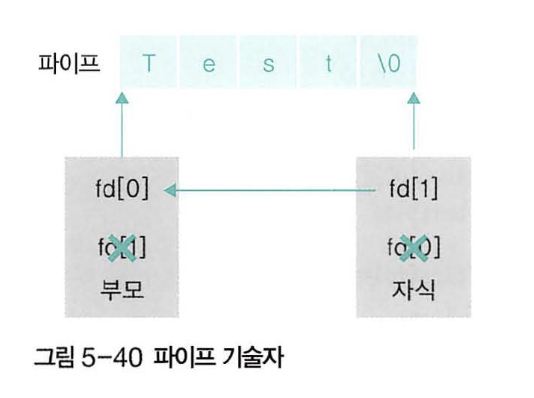 파이프 T e s t \0
fd[0] fd[1]
fd[1] fd[0]
부모 자식
그림 5-40 파이프 기술자